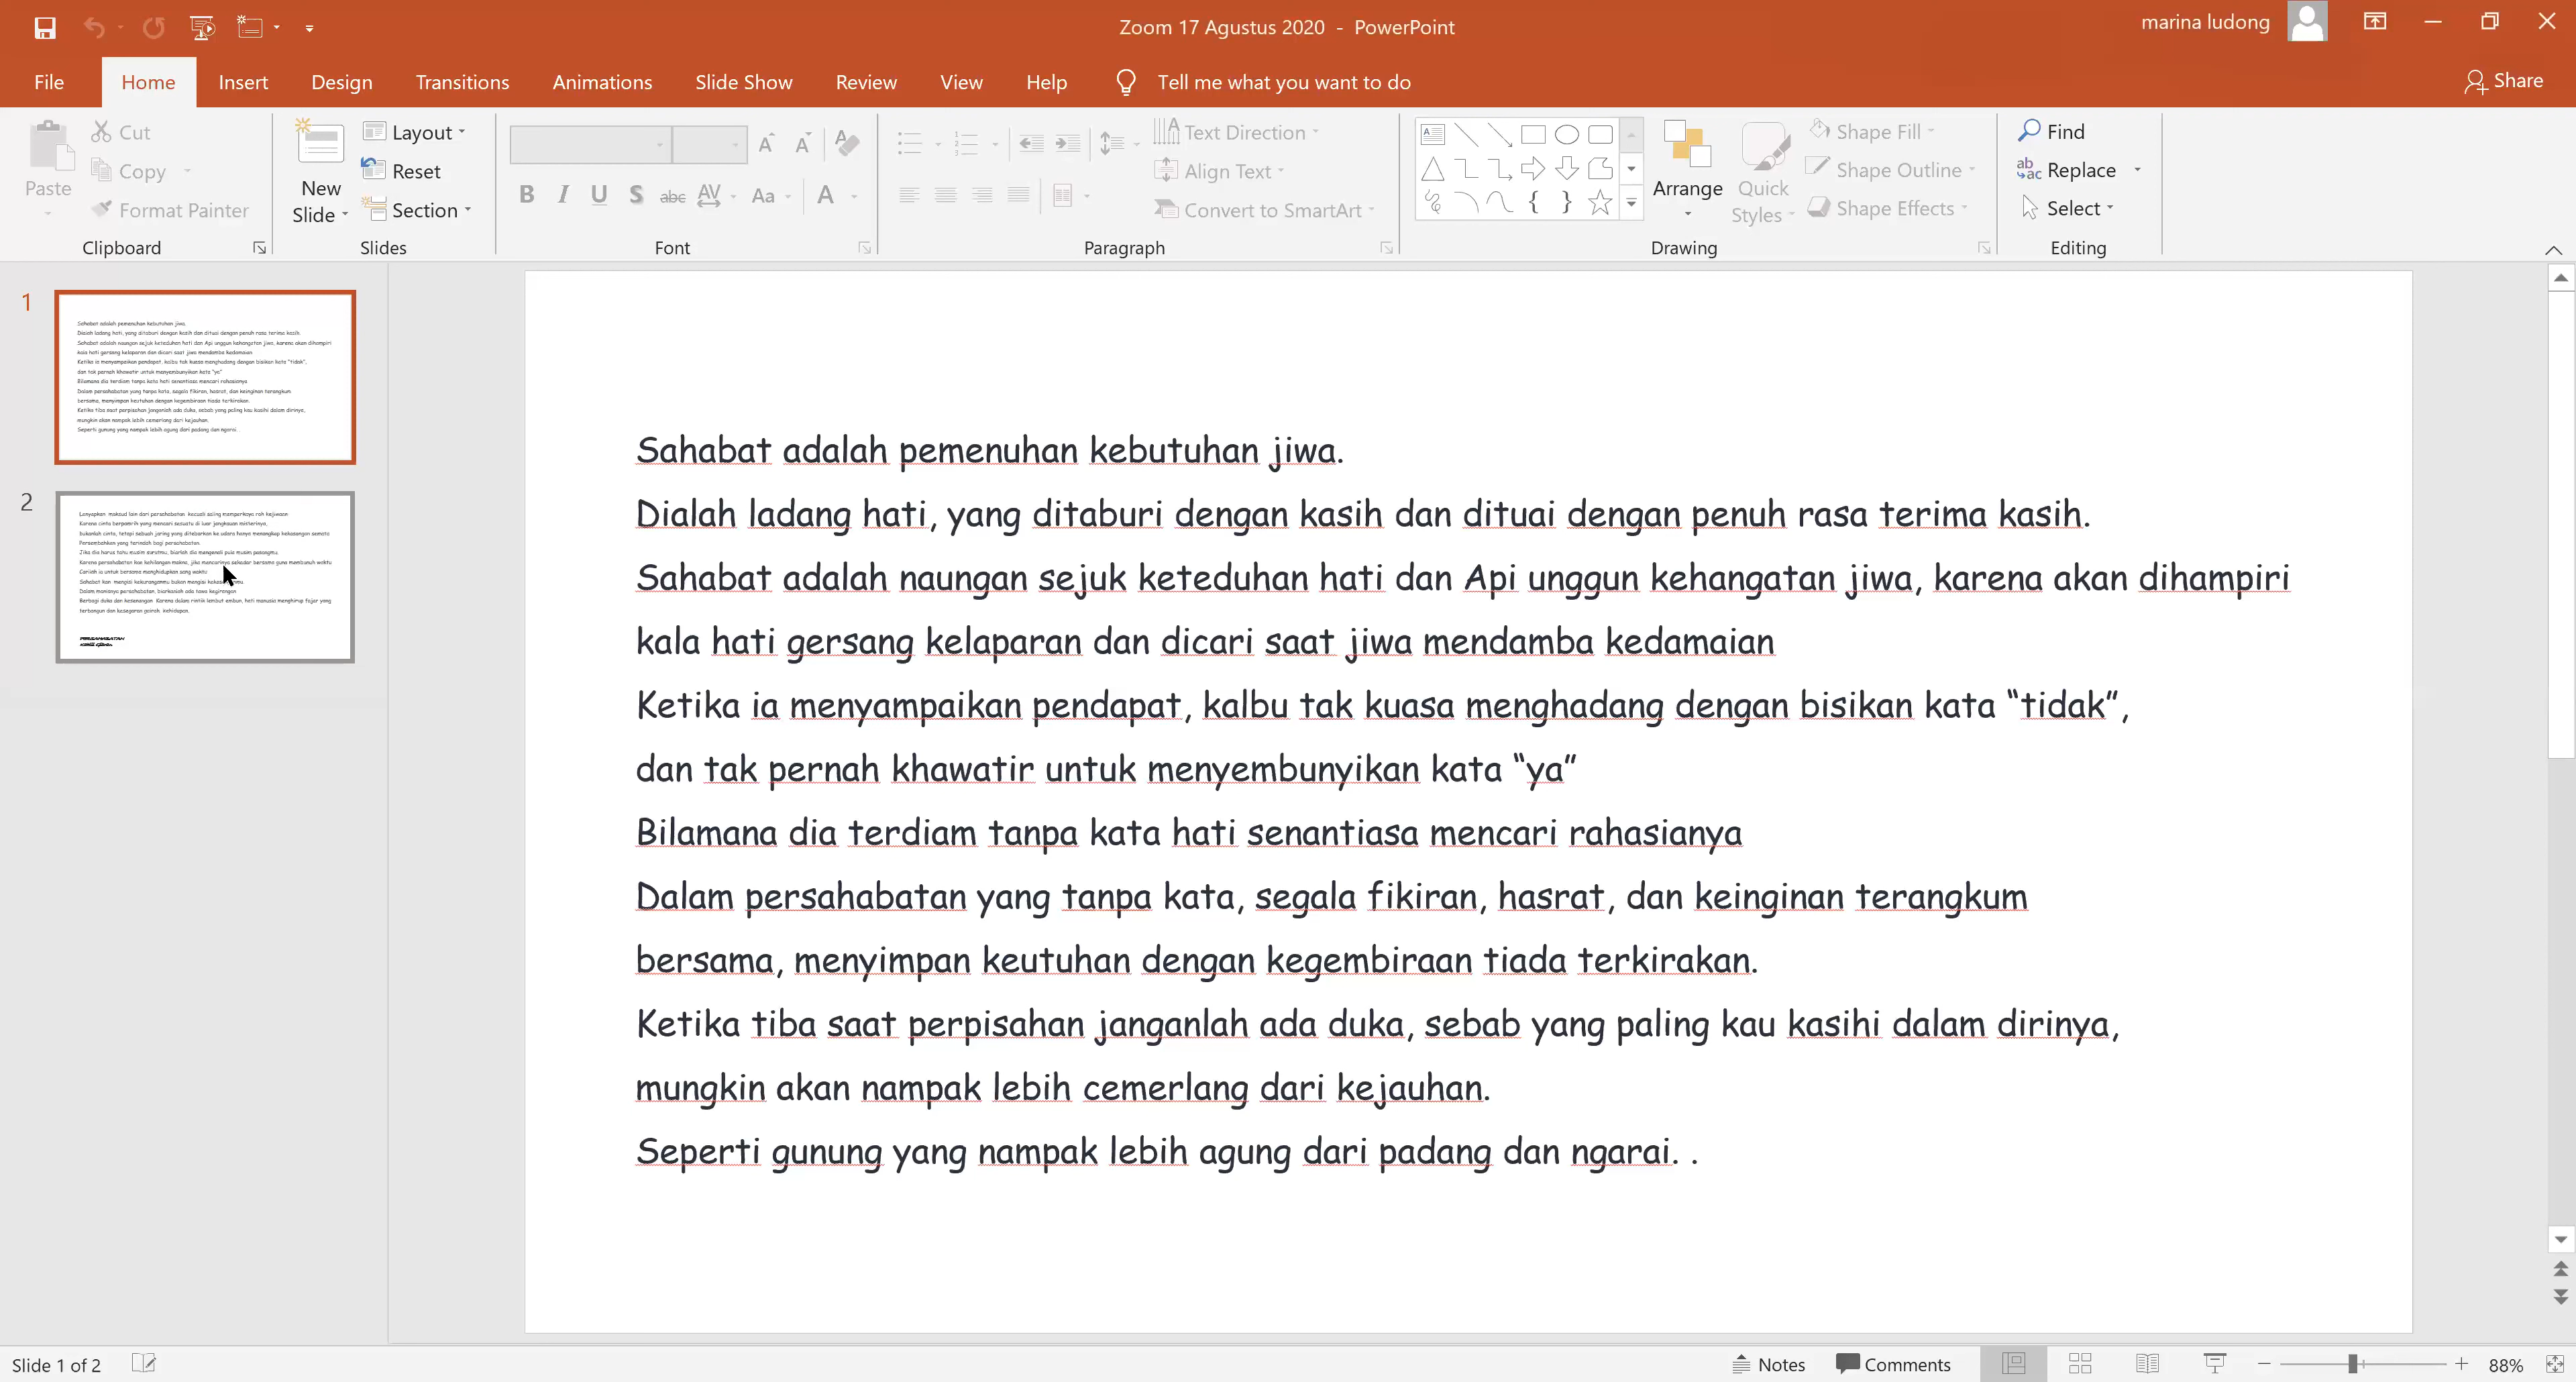 Zoom 17 Agustus 2020 - PowerPoint
marina ludong
File Home Insert Design Transitions Animations Slide Show Review View Help Tell me what you want to do
Share
Paste
Cut
Copy
Format Painter
Clipboard
New Slide
Layout
Reset
Section
Slides
Font
Text Direction
Align Text
Convert to SmartArt
Paragraph
Arrange
Quick Styles
Shape Fill
Shape Outline
Shape Effects
Drawing
Find
Replace
Select
Editing
1
2
Sahabat adalah pemenuhan kebutuhan jiwa.
Dialah ladang hati, yang ditaburi dengan kasih dan dituai dengan penuh rasa terima kasih.
Sahabat adalah naungan sejuk keteduhan hati dan Api unggun kehangatan jiwa, karena akan dihampiri
kala hati gersang kelaparan dan dicari saat jiwa mendamba kedamaian
Ketika ia menyampaikan pendapat, kalbu tak kuasa menghadang dengan bisikan kata “tidak”,
dan tak pernah khawatir untuk menyembunyikan kata “ya”
Bilamana dia terdiam tanpa kata hati senantiasa mencari rahasianya
Dalam persahabatan yang tanpa kata, segala fikiran, hasrat, dan keinginan terangkum
bersama, menyimpan keutuhan dengan kegembiraan tiada terkirakan.
Ketika tiba saat perpisahan janganlah ada duka, sebab yang paling kau kasihi dalam dirinya,
mungkin akan nampak lebih cemerlang dari kejauhan.
Seperti gunung yang nampak lebih agung dari padang dan ngarai. .
Slide 1 of 2
Notes
Comments
88%